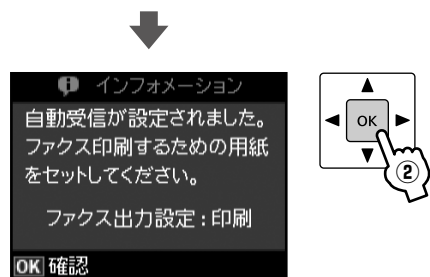 インフォメーション
自動受信が設定されました。
ファクス印刷するための用紙
をセットしてください。
ファクス出力設定：印刷
OK 確認
OK
②